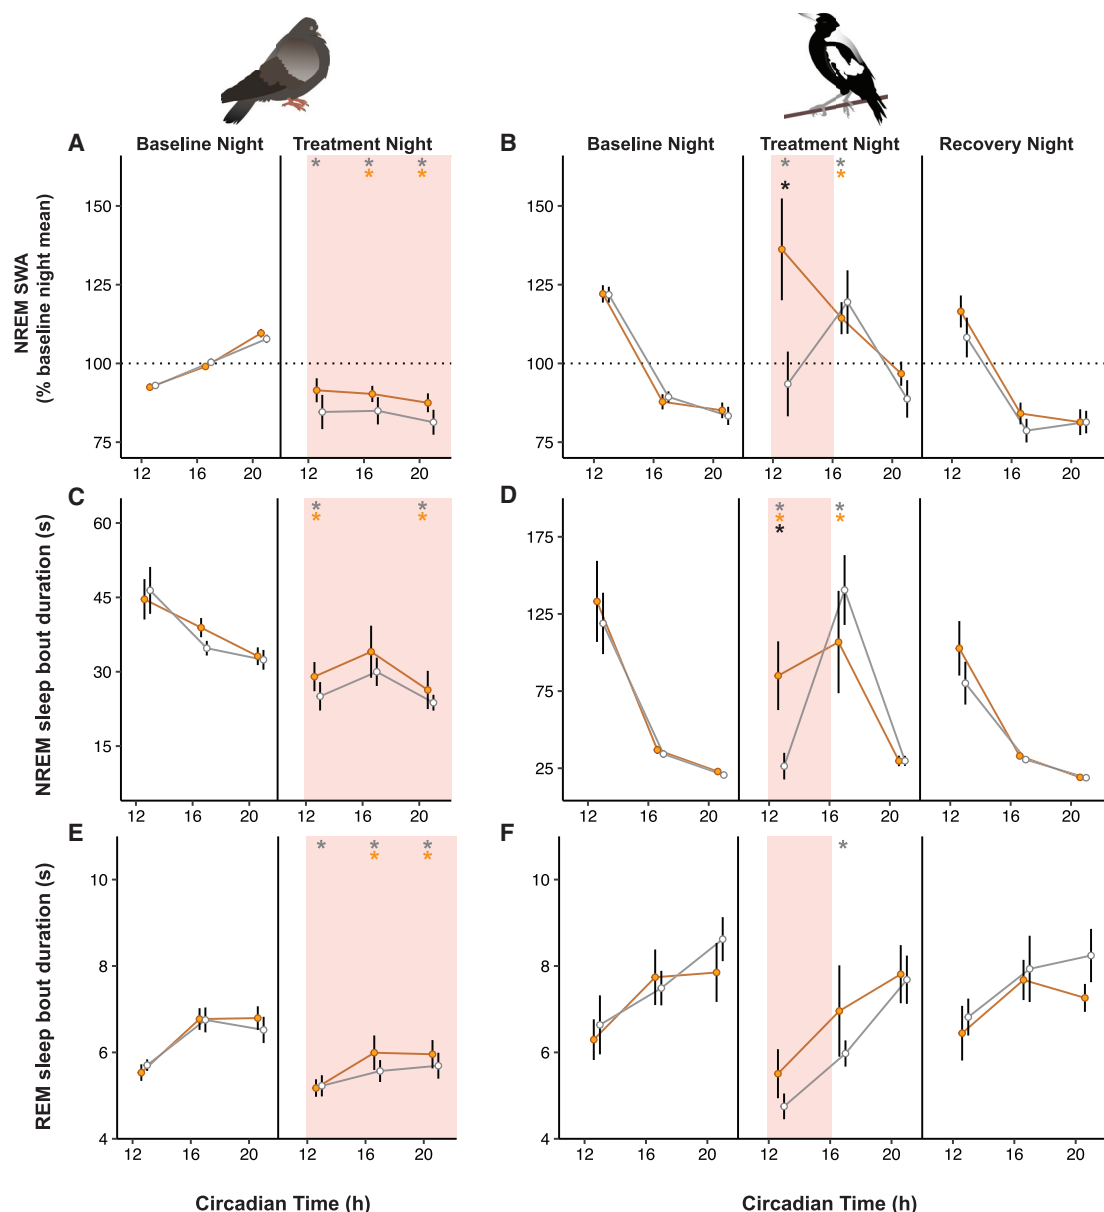 A
Baseline Night
Treatment Night
B
Baseline Night
Treatment Night
Recovery Night
NREM SWA
(% baseline night mean)
150
125
100
75
* * *
* *
12 16 20
12 16 20
150
125
100
75
* *
* *
12 16 20
12 16 20
12 16 20
C
NREM sleep bout duration (s)
60
45
30
15
* *
* *
12 16 20
12 16 20
D
175
125
75
25
* *
* *
*
12 16 20
12 16 20
12 16 20
E
REM sleep bout duration (s)
10
8
6
4
* * *
* *
12 16 20
12 16 20
F
10
8
6
4
*
12 16 20
12 16 20
12 16 20
Circadian Time (h)
Circadian Time (h)